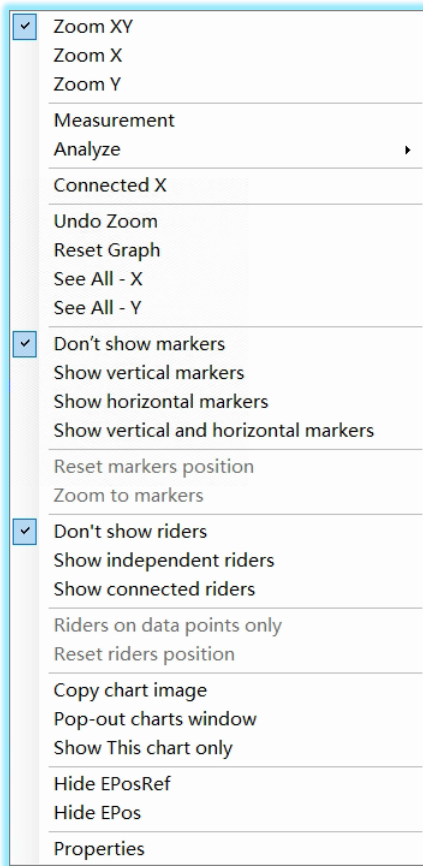 Zoom XY
Zoom X
Zoom Y
Measurement
Analyze
Connected X
Undo Zoom
Reset Graph
See All - X
See All - Y
Don’t show markers
Show vertical markers
Show horizontal markers
Show vertical and horizontal markers
Reset markers position
Zoom to markers
Don't show riders
Show independent riders
Show connected riders
Riders on data points only
Reset riders position
Copy chart image
Pop-out charts window
Show This chart only
Hide EPosRef
Hide EPos
Properties